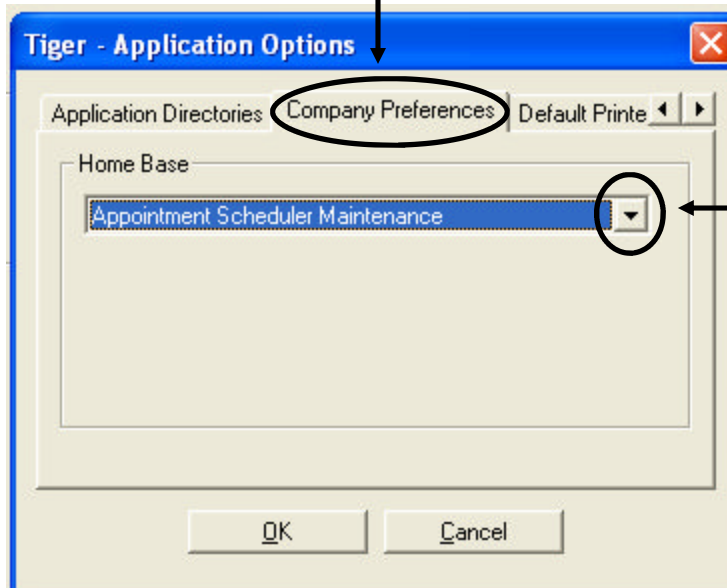 Tiger - Application Options
Application Directories Company Preferences Default Printe
Home Base
Appointment Scheduler Maintenance
OK Cancel